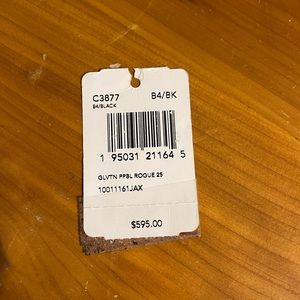 C3877 B4/BK
B4/BLACK
1 95031 21164 5
GLVTN PPBL ROGUE 25
10011161JAX
$595.00